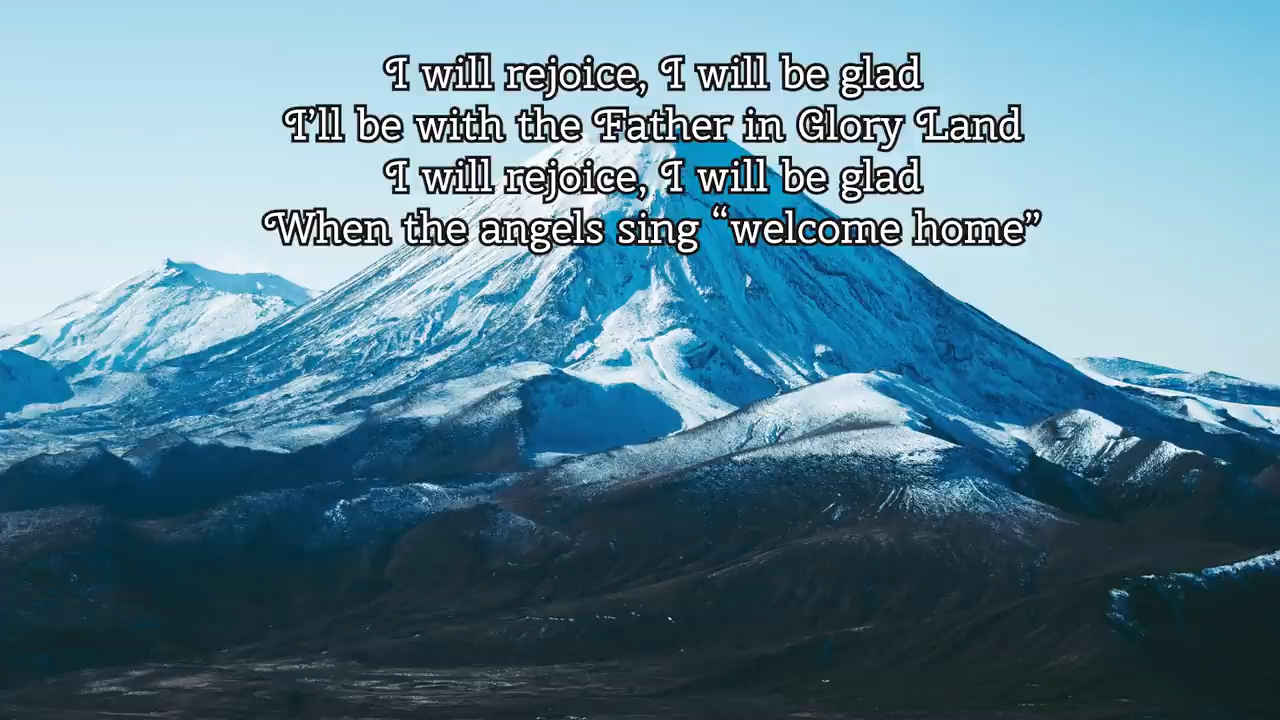 I will rejoice, I will be glad
I'll be with the Father in Glory Land
I will rejoice, I will be glad
When the angels sing “welcome home”